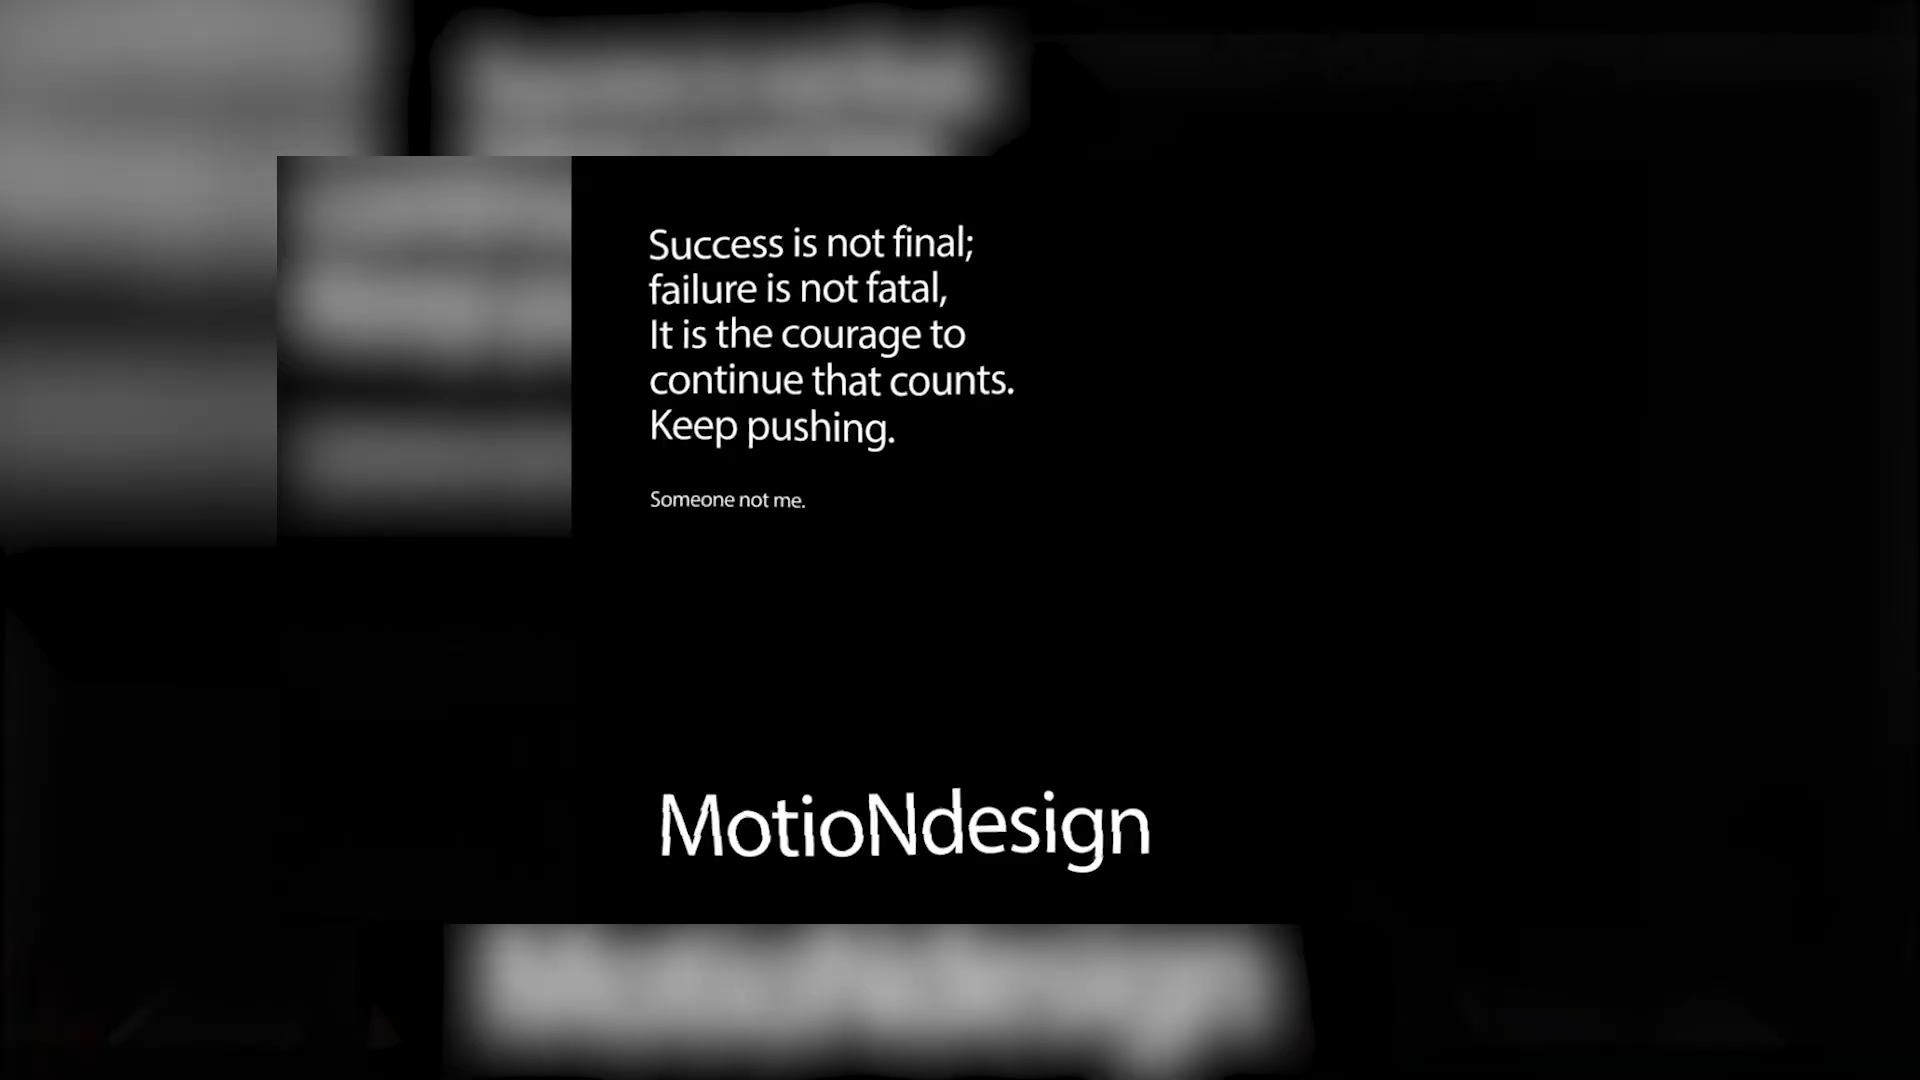 Success is not final;
failure is not fatal,
It is the courage to
continue that counts.
Keep pushing.
Someone not me.
MotioNdesign